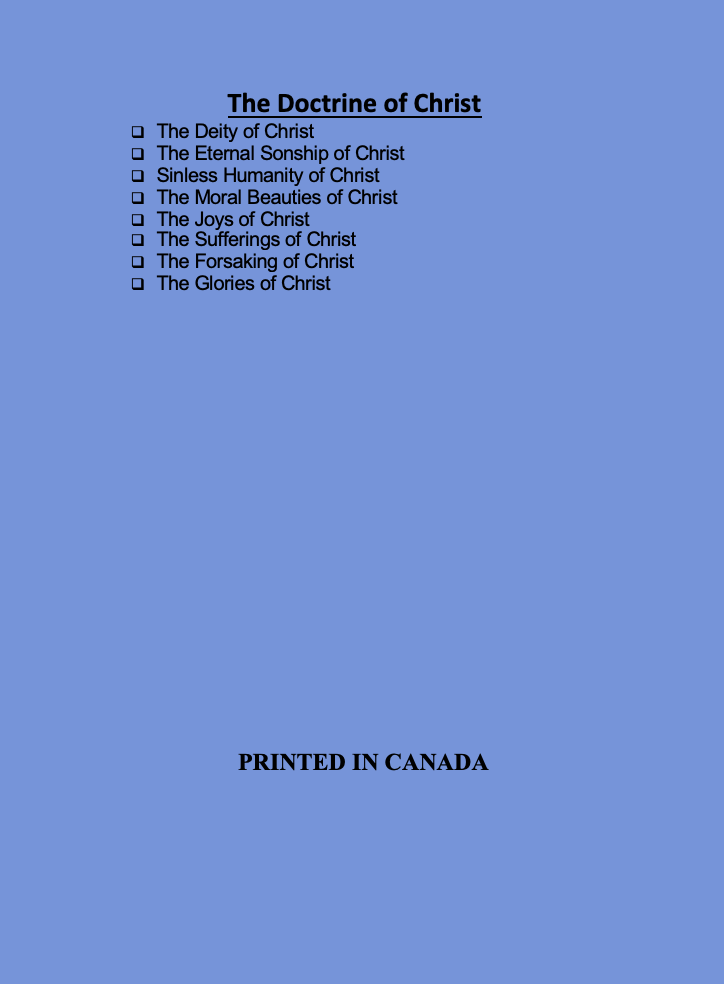 The Doctrine of Christ
❑ The Deity of Christ
❑ The Eternal Sonship of Christ
❑ Sinless Humanity of Christ
❑ The Moral Beauties of Christ
❑ The Joys of Christ
❑ The Sufferings of Christ
❑ The Forsaking of Christ
❑ The Glories of Christ
PRINTED IN CANADA